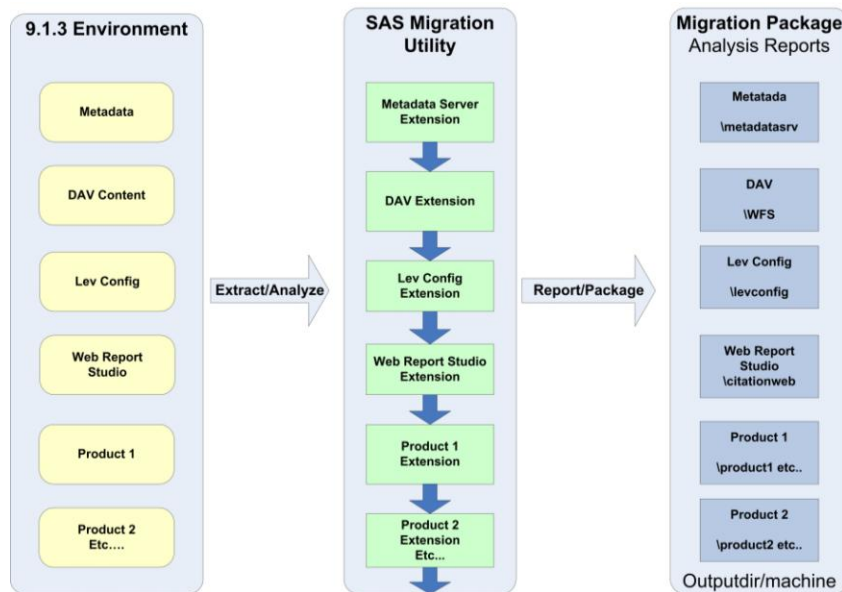 9.1.3 Environment
Metadata
DAV Content
Lev Config
Web Report
Studio
Product 1
Product 2
Etc....
Extract/Analyze
SAS Migration
Utility
Metadata Server
Extension
DAV Extension
Lev Config
Extension
Web Report Studio
Extension
Product 1
Extension
Product 2
Extension
Etc...
Report/Package
Migration Package
Analysis Reports
Metatada
\metadatasrv
DAV
\WFS
Lev Config
\levconfig
Web Report
Studio
\citationweb
Product 1
\product1 etc..
Product 2
\product2 etc..
Outputdir/machine